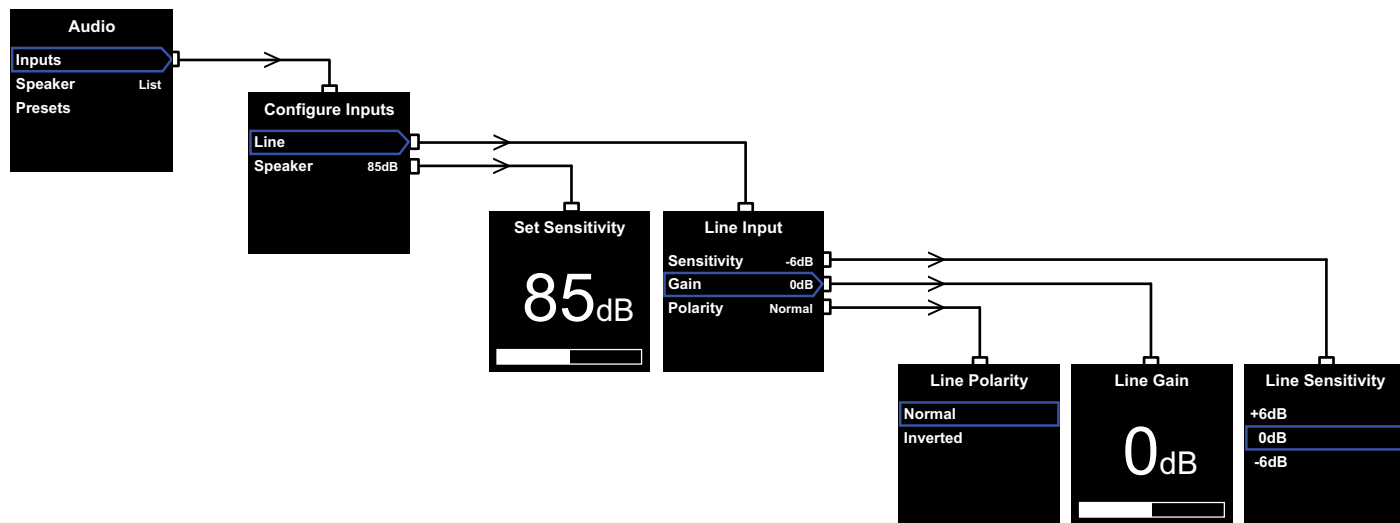 Audio
Inputs
Speaker List
Presets
Configure Inputs
Line
Speaker 85dB
Set Sensitivity
85dB
Line Input
Sensitivity -6dB
Gain 0dB
Polarity Normal
Line Polarity
Normal
Inverted
Line Gain
0dB
Line Sensitivity
+6dB
0dB
-6dB